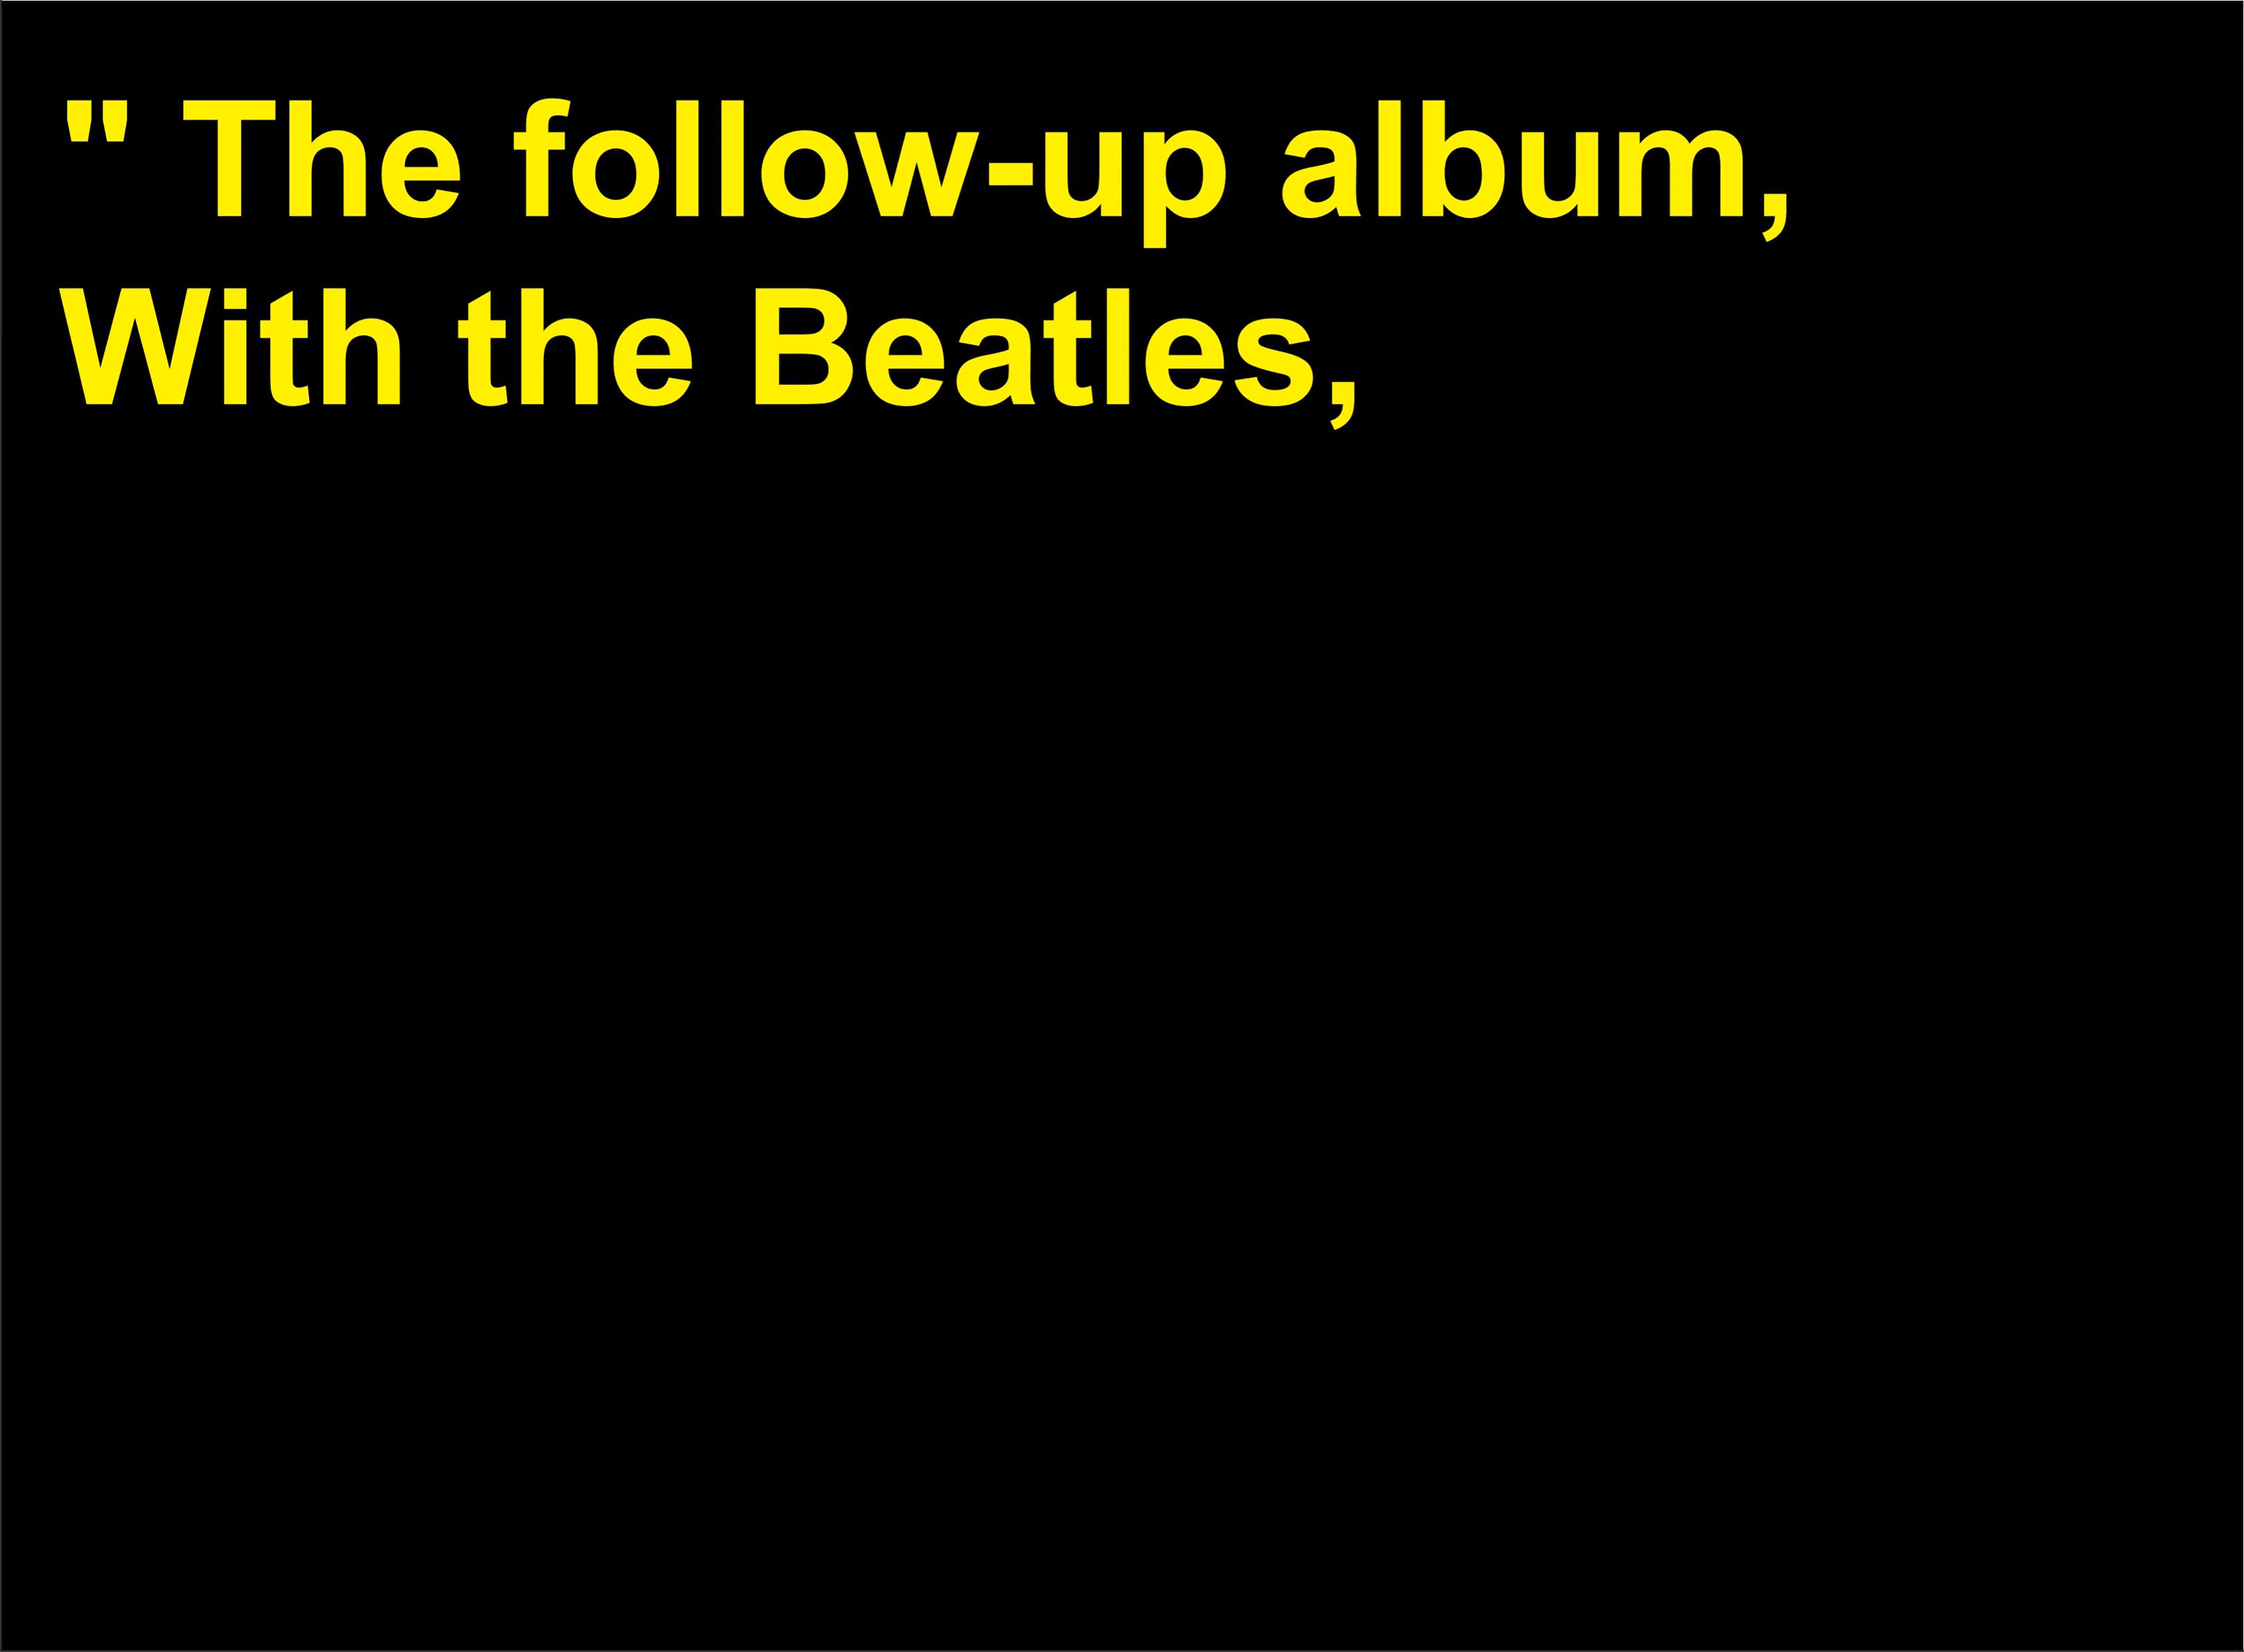 " The follow-up album,
With the Beatles,